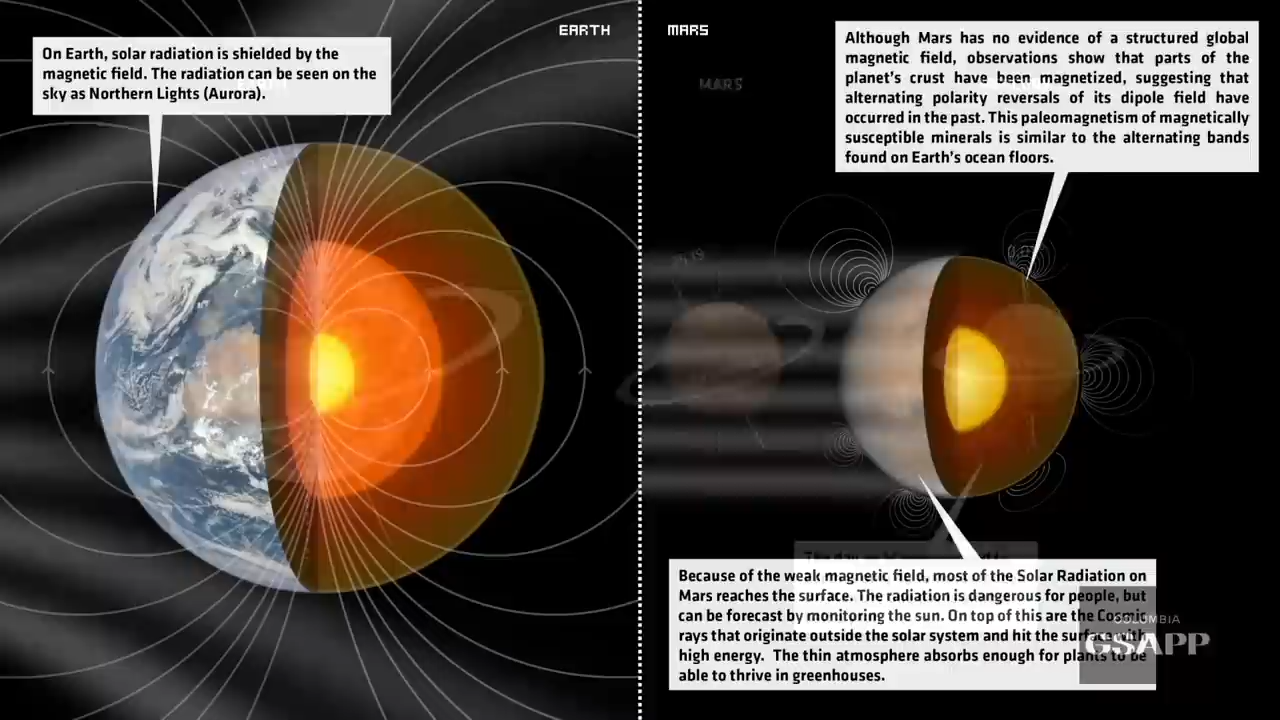 EARTH
On Earth, solar radiation is shielded by the
magnetic field. The radiation can be seen on the
sky as Northern Lights (Aurora).
MARS
Although Mars has no evidence of a structured global
magnetic field, observations show that parts of the
planet's crust have been magnetized, suggesting that
alternating polarity reversals of its dipole field have
occurred in the past. This paleomagnetism of magnetically
susceptible minerals is similar to the alternating bands
found on Earth's ocean floors.
MARS
Because of the weak magnetic field, most of the Solar Radiation on
Mars reaches the surface. The radiation is dangerous for people, but
can be forecast by monitoring the sun. On top of this are the Cosmic
rays that originate outside the solar system and hit the surface with
high energy. The thin atmosphere absorbs enough for plants to be
able to thrive in greenhouses.
COLUMBIA
GSAPP